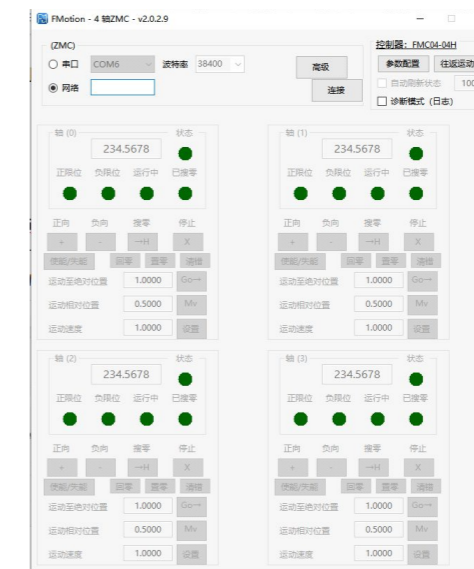 FMotion - 4 轴ZMC - v2.0.2.9
(ZMC)
串口 COM6 波特率 38400
网络
高级
连接
控制器: FMC04-04H
参数配置 往返运动
自动刷新状态 100
诊断模式 (日志)
轴 (0) 状态
234.5678
正限位 负限位 运行中 已搜零
正向 负向 搜零 停止
+ - →H X
使能/失能 回零 置零 清错
运动至绝对位置 1.0000 Go→
运动相对位置 0.5000 Mv
运动速度 1.0000 设置
轴 (1) 状态
234.5678
正限位 负限位 运行中 已搜零
正向 负向 搜零 停止
+ - →H X
使能/失能 回零 置零 清错
运动至绝对位置 1.0000 Go→
运动相对位置 0.5000 Mv
运动速度 1.0000 设置
轴 (2) 状态
234.5678
正限位 负限位 运行中 已搜零
正向 负向 搜零 停止
+ - →H X
使能/失能 回零 置零 清错
运动至绝对位置 1.0000 Go→
运动相对位置 0.5000 Mv
运动速度 1.0000 设置
轴 (3) 状态
234.5678
正限位 负限位 运行中 已搜零
正向 负向 搜零 停止
+ - →H X
使能/失能 回零 置零 清错
运动至绝对位置 1.0000 Go→
运动相对位置 0.5000 Mv
运动速度 1.0000 设置